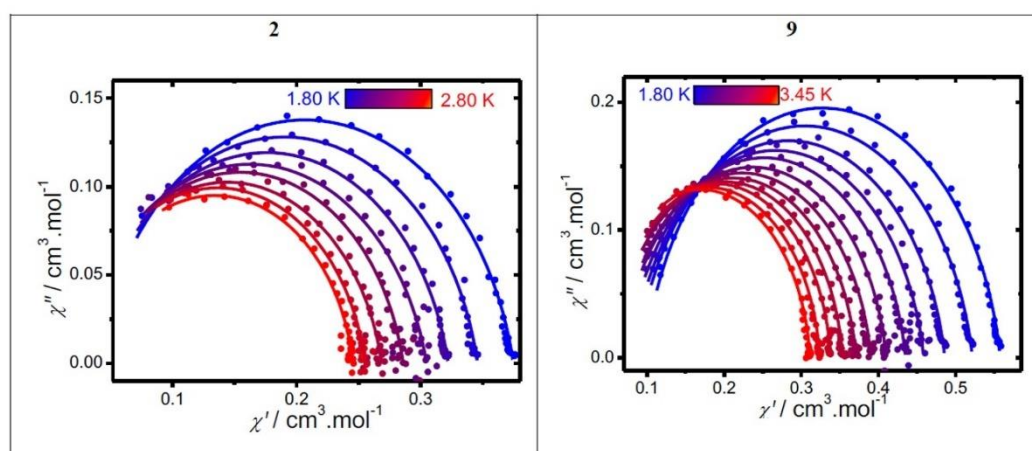 2
1.80 K 2.80 K
0.15
0.10
0.05
0.00
0.1 0.2 0.3
χ″ / cm³.mol⁻¹
χ′ / cm³.mol⁻¹
9
1.80 K 3.45 K
0.2
0.1
0.0
0.1 0.2 0.3 0.4 0.5
χ″ / cm³.mol⁻¹
χ′ / cm³.mol⁻¹